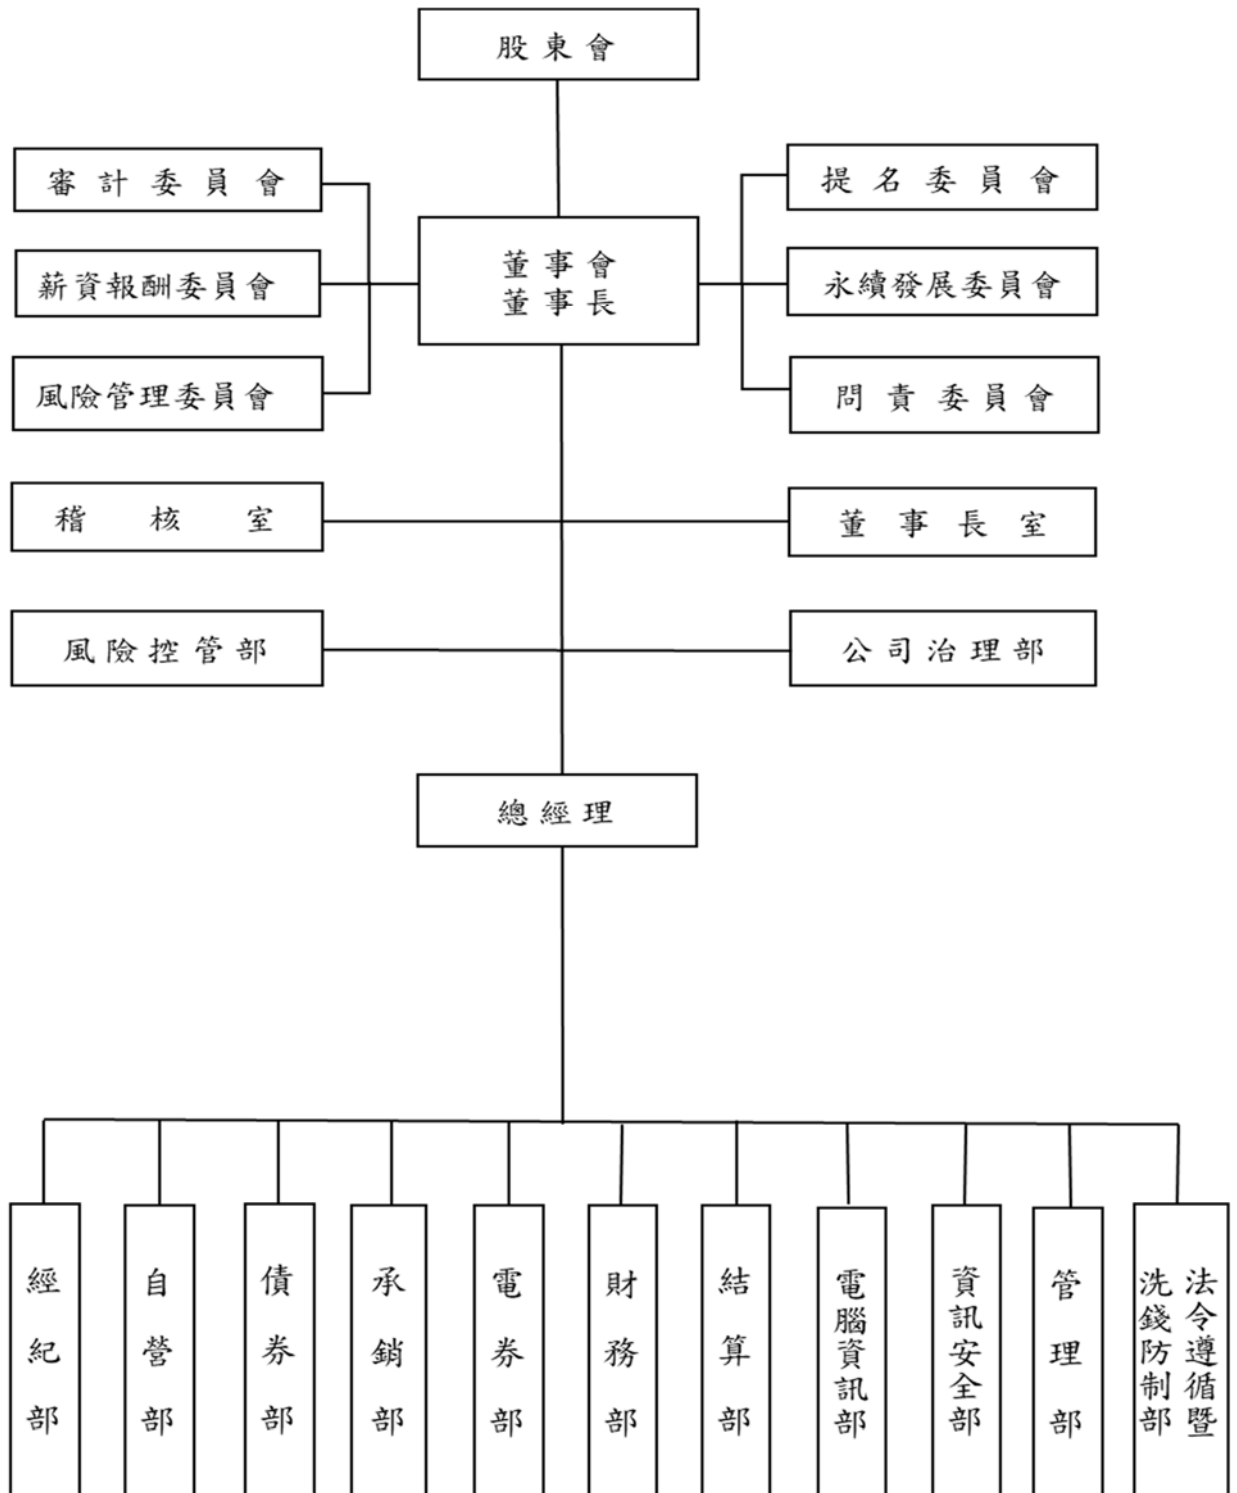 股東會
審計委員會
提名委員會
董事會
董事長
薪資報酬委員會
永續發展委員會
風險管理委員會
問責委員會
稽核室
董事長室
風險控管部
公司治理部
總經理
經紀部
自營部
債券部
承銷部
電券部
財務部
結算部
電腦資訊部
資訊安全部
管理部
法令遵循暨
洗錢防制部